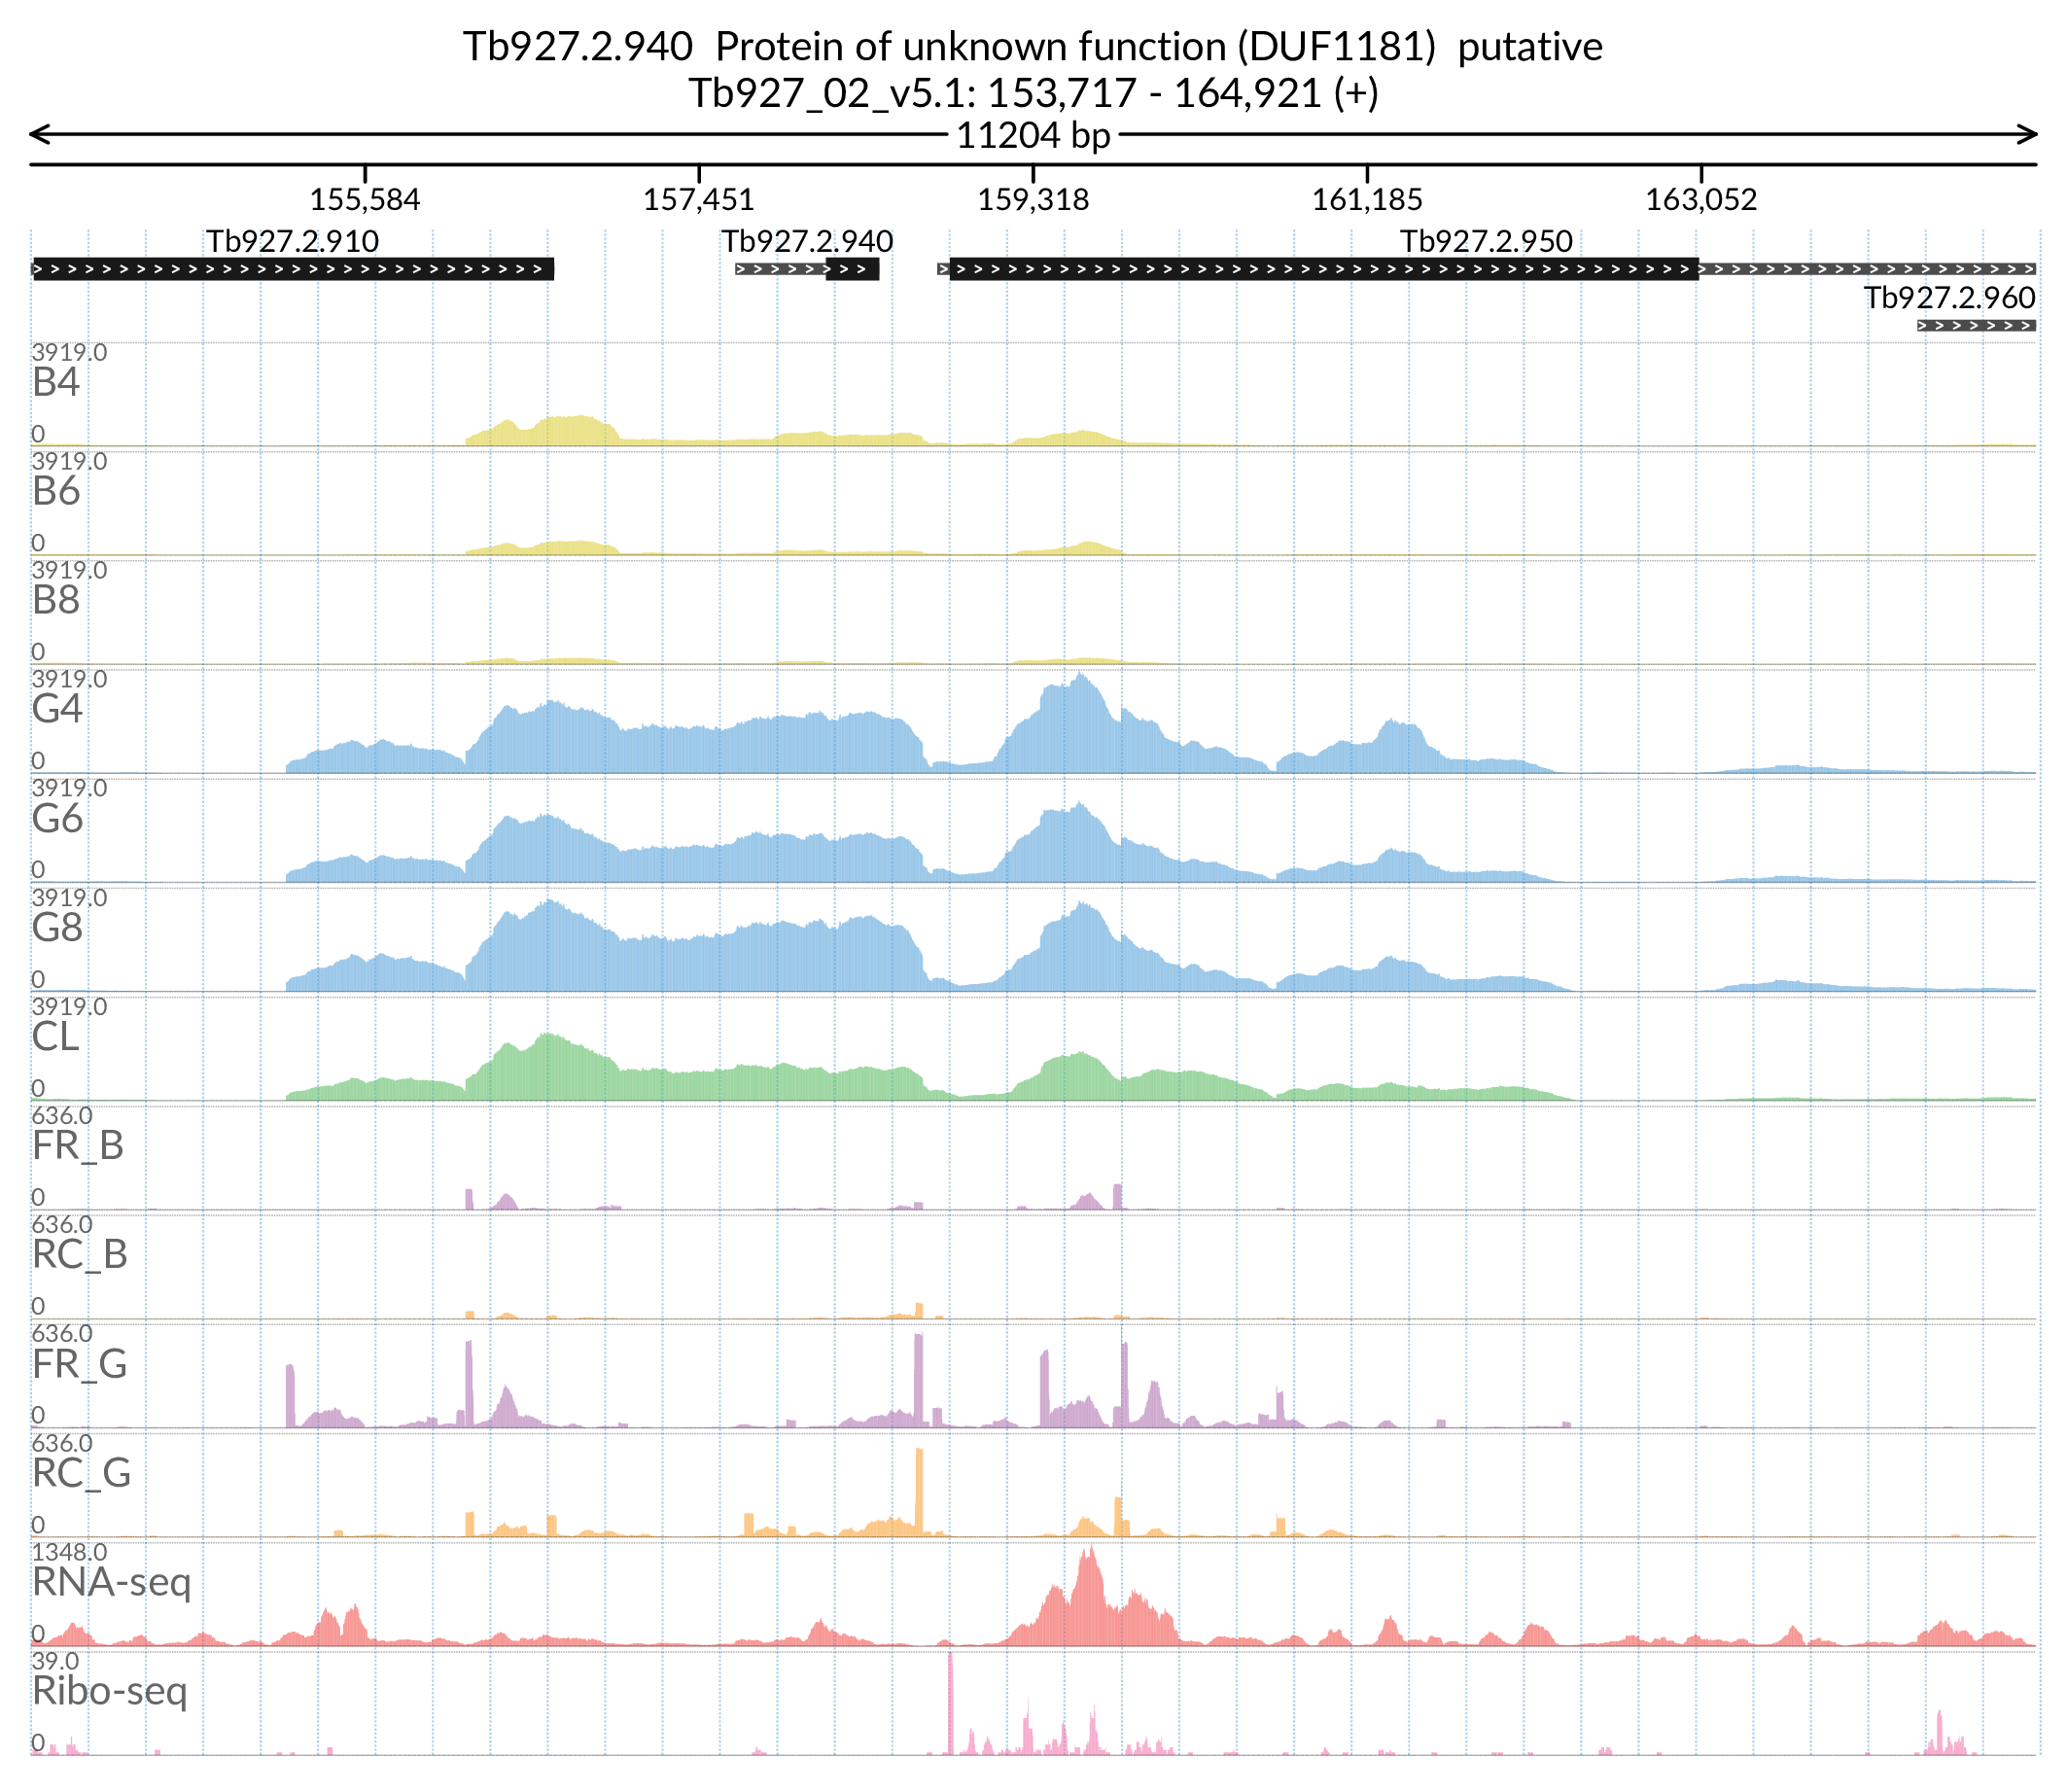 Tb927.2.940 Protein of unknown function (DUF1181) putative
Tb927_02_v5.1: 153,717 - 164,921 (+)
11204 bp
155,584 157,451 159,318 161,185 163,052
Tb927.2.910 Tb927.2.940 Tb927.2.950
Tb927.2.960
3919.0
B4
0
3919.0
B6
0
3919.0
B8
0
3919.0
G4
0
3919.0
G6
0
3919.0
G8
0
3919.0
CL
0
636.0
FR_B
0
636.0
RC_B
0
636.0
FR_G
0
636.0
RC_G
0
1348.0
RNA-seq
0
39.0
Ribo-seq
0